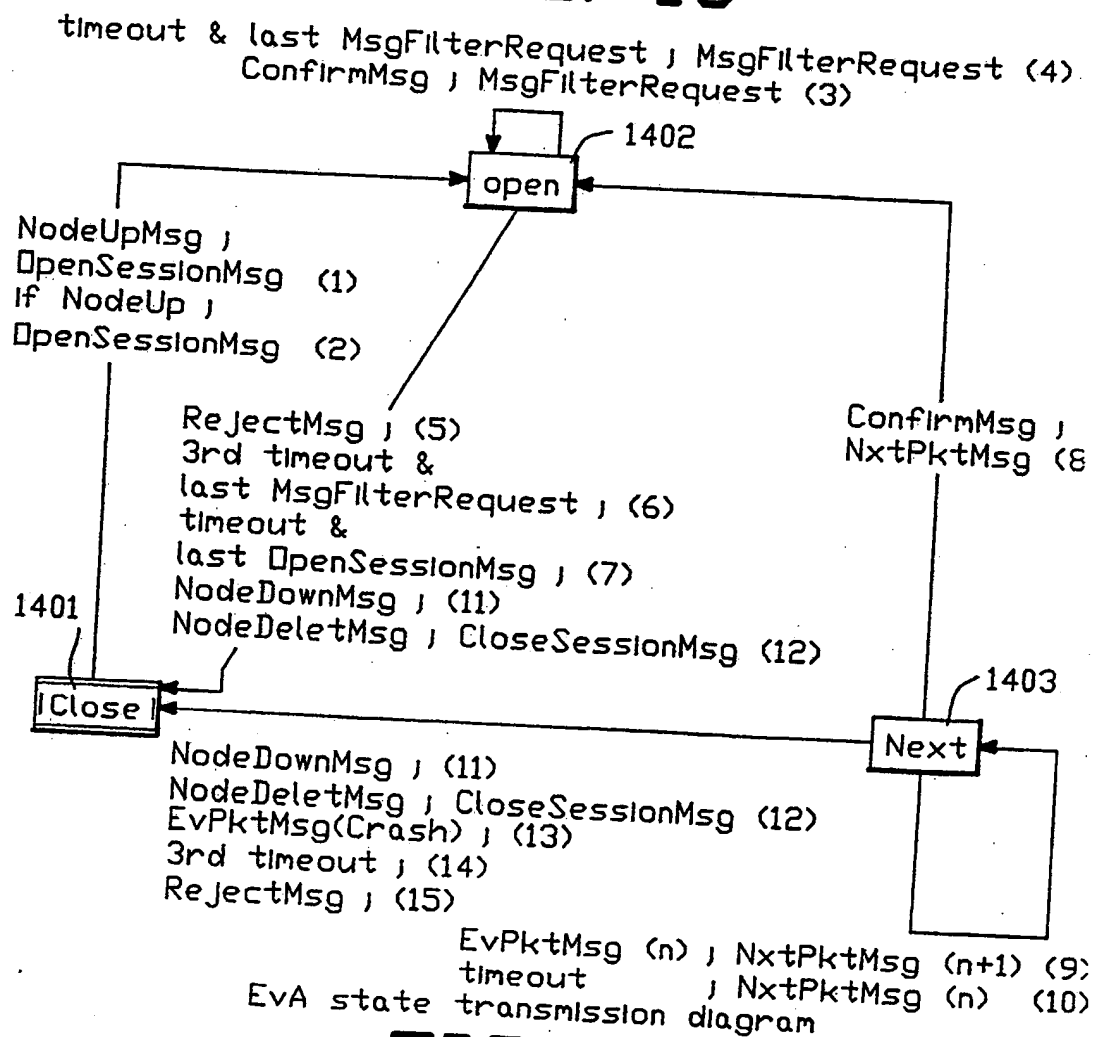 timeout & last MsgFilterRequest ; MsgFilterRequest (4)
ConfirmMsg ; MsgFilterRequest (3)
1402
open
NodeUpMsg ;
OpenSessionMsg (1)
If NodeUp ;
OpenSessionMsg (2)
RejectMsg ; (5)
3rd timeout &
last MsgFilterRequest ; (6)
timeout &
last OpenSessionMsg ; (7)
NodeDownMsg ; (11)
NodeDeletMsg ; CloseSessionMsg (12)
ConfirmMsg ;
NxtPktMsg (8
1401
Close
1403
Next
NodeDownMsg ; (11)
NodeDeletMsg ; CloseSessionMsg (12)
EvPktMsg(Crash) ; (13)
3rd timeout ; (14)
RejectMsg ; (15)
EvPktMsg (n) ; NxtPktMsg (n+1) (9)
timeout ; NxtPktMsg (n) (10)
EvA state transmission diagram